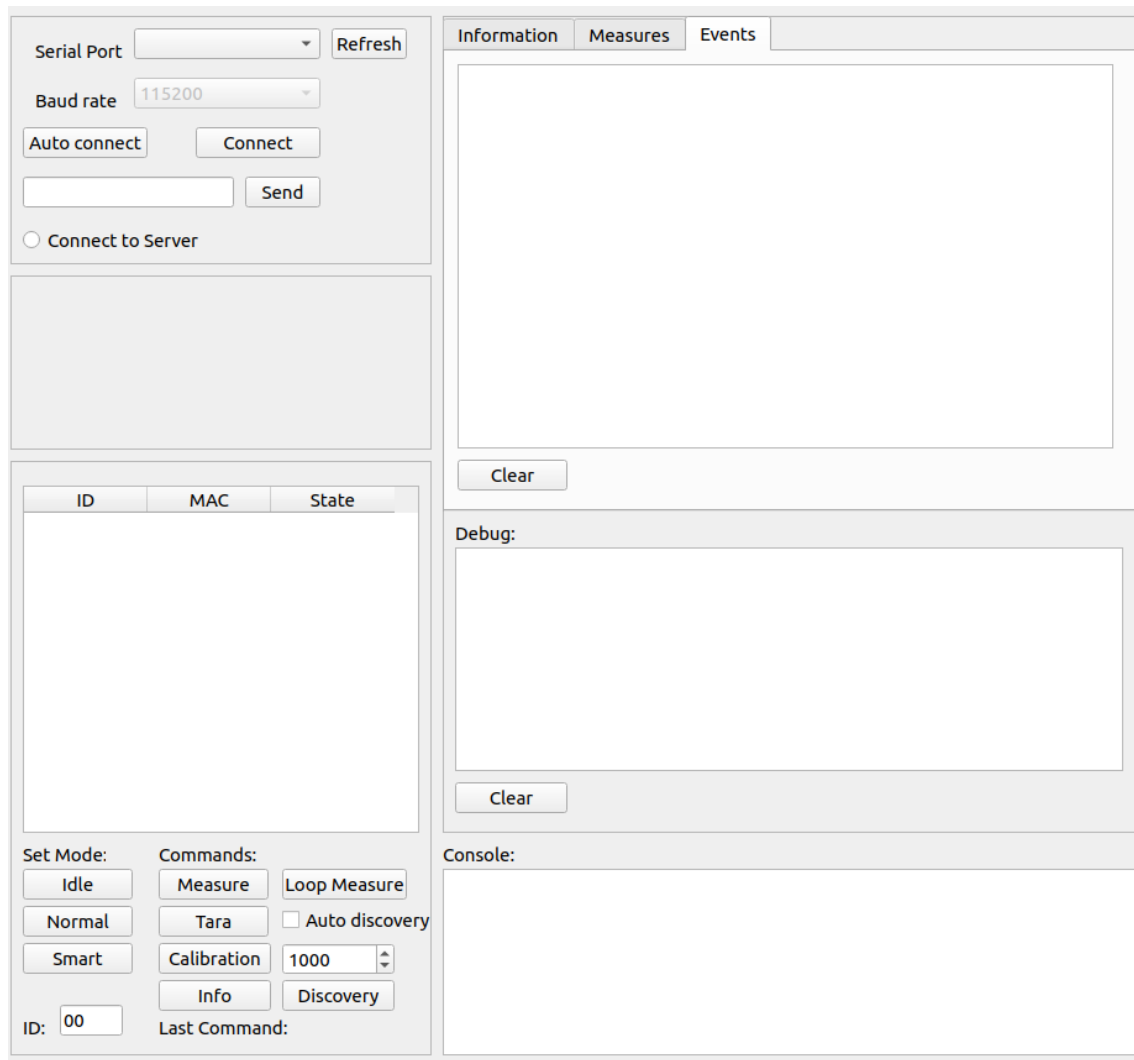 Serial Port Refresh
Baud rate 115200
Auto connect Connect
Send
Connect to Server
ID MAC State
Set Mode: Commands:
Idle Measure Loop Measure
Normal Tara Auto discovery
Smart Calibration 1000
Info Discovery
ID: 00 Last Command:
Information Measures Events
Clear
Debug:
Clear
Console: